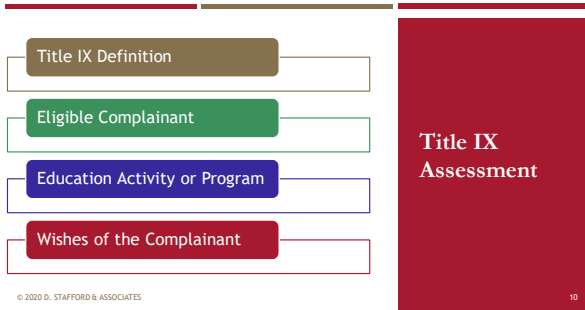 Title IX Definition
Eligible Complainant
Education Activity or Program
Wishes of the Complainant
Title IX
Assessment
© 2020 D. STAFFORD & ASSOCIATES
10